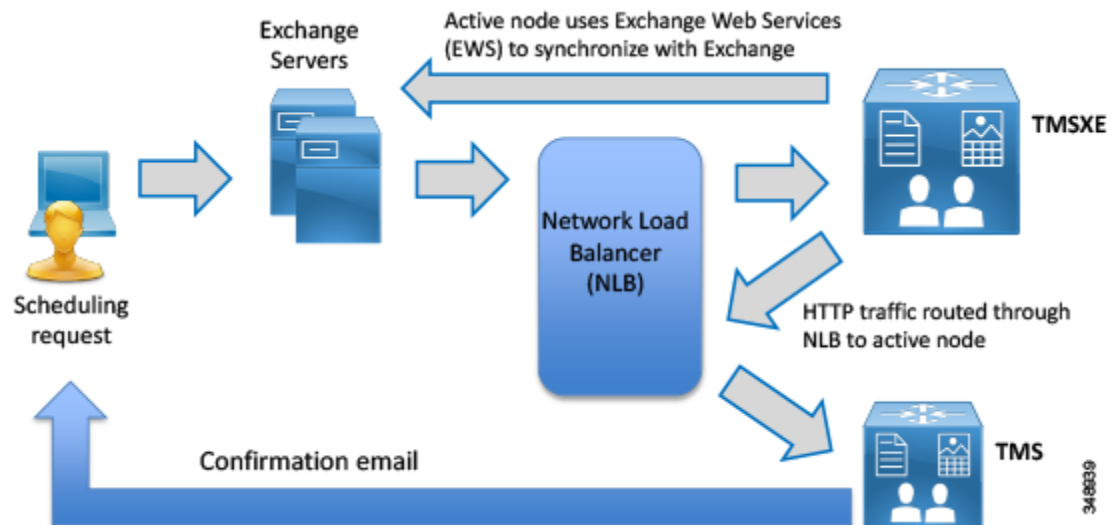 Active node uses Exchange Web Services
(EWS) to synchronize with Exchange
Exchange
Servers
TMSXE
Network Load
Balancer
(NLB)
Scheduling
request
HTTP traffic routed through
NLB to active node
TMS
Confirmation email
348939